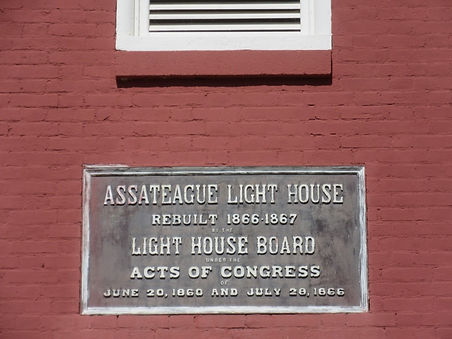 ASSATEAGUE LIGHT HOUSE
REBUILT 1866-1867
BY THE
LIGHT HOUSE BOARD
UNDER THE
ACTS OF CONGRESS
OF
JUNE 20, 1860 AND JULY 28, 1866